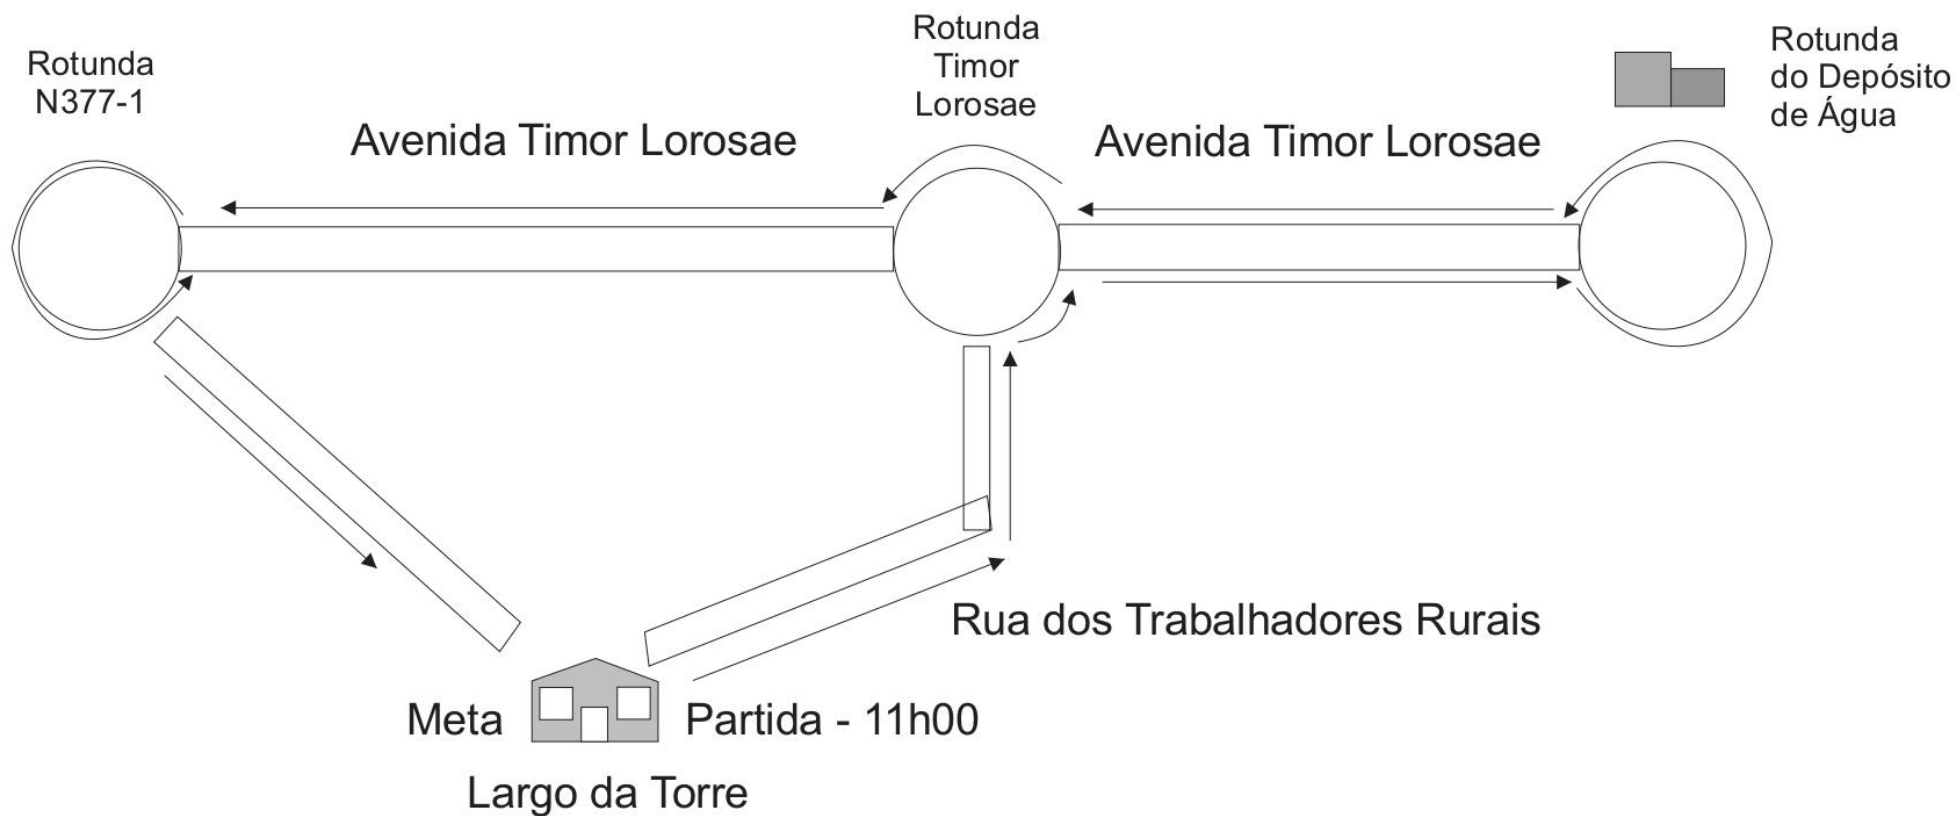 Rotunda
N377-1
Avenida Timor Lorosae
Rotunda
Timor
Lorosae
Avenida Timor Lorosae
Rotunda
do Depósito
de Água
Rua dos Trabalhadores Rurais
Meta
Partida - 11h00
Largo da Torre